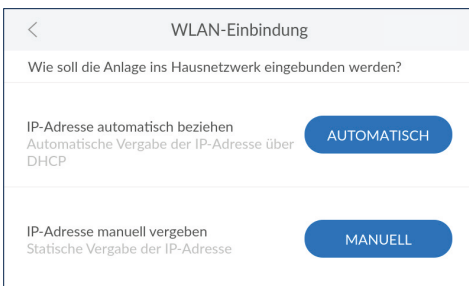 WLAN-Einbindung
Wie soll die Anlage ins Hausnetzwerk eingebunden werden?
IP-Adresse automatisch beziehen
Automatische Vergabe der IP-Adresse über
DHCP
AUTOMATISCH
IP-Adresse manuell vergeben
Statische Vergabe der IP-Adresse
MANUELL